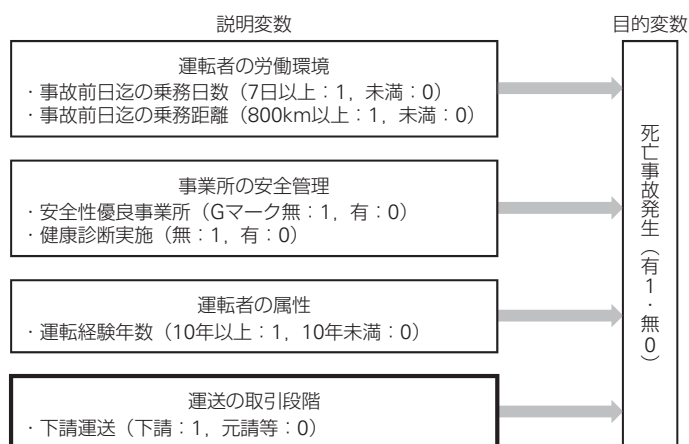 説明変数
目的変数
運転者の労働環境
・事故前日迄の乗務日数（7日以上：1，未満：0）
・事故前日迄の乗務距離（800km以上：1，未満：0）
事業所の安全管理
・安全性優良事業所（Gマーク無：1，有：0）
・健康診断実施（無：1，有：0）
運転者の属性
・運転経験年数（10年以上：1，10年未満：0）
運送の取引段階
・下請運送（下請：1，元請等：0）
死亡事故発生（有1・無0）